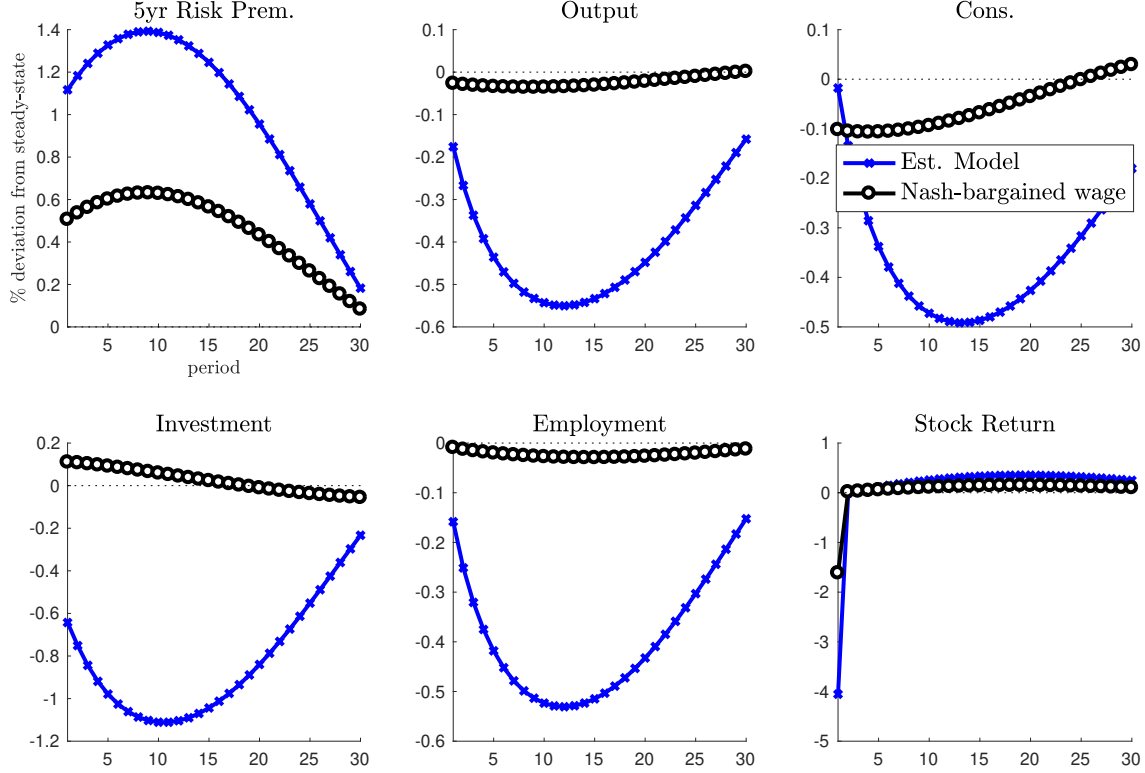 5yr Risk Prem.
% deviation from steady-state
1.4
1.2
1
0.8
0.6
0.4
0.2
0
5 10 15 20 25 30
period
Output
0.1
0
-0.1
-0.2
-0.3
-0.4
-0.5
-0.6
5 10 15 20 25 30
Cons.
0.1
0
-0.1
-0.2
-0.3
-0.4
-0.5
5 10 15 20 25 30
Est. Model
Nash-bargained wage
Investment
0.2
0
-0.2
-0.4
-0.6
-0.8
-1
-1.2
5 10 15 20 25 30
Employment
0
-0.1
-0.2
-0.3
-0.4
-0.5
-0.6
5 10 15 20 25 30
Stock Return
1
0
-1
-2
-3
-4
-5
5 10 15 20 25 30